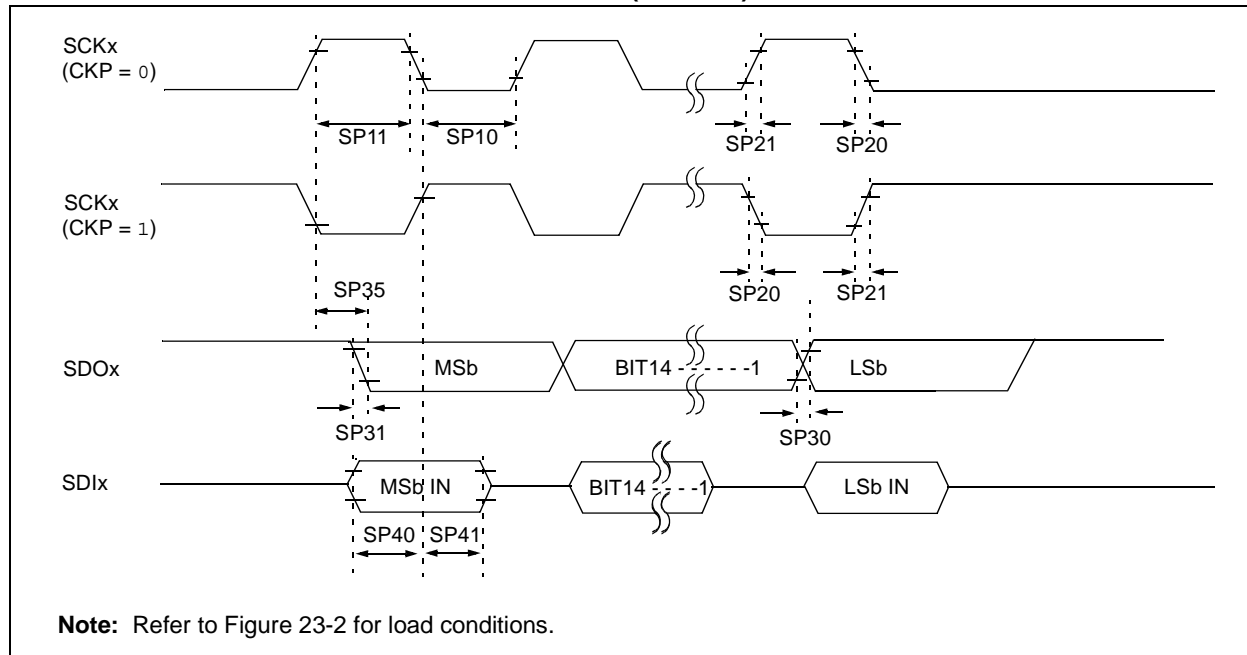 SCKx
(CKP = 0)
SP11
SP10
SP21
SP20
SCKx
(CKP = 1)
SP35
SP20
SP21
SDOx
MSb
BIT14 - - - - - -1
LSb
SP31
SP30
SDIx
MSb IN
BIT14 - - - -1
LSb IN
SP40
SP41
Note: Refer to Figure 23-2 for load conditions.